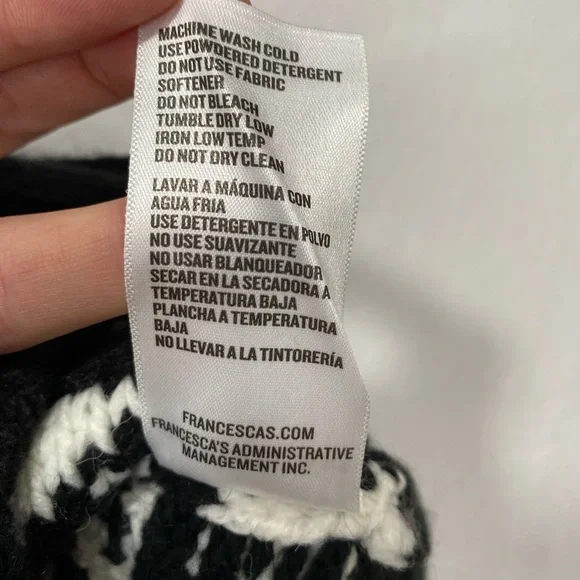 MACHINE WASH COLD
USE POWDERED DETERGENT
DO NOT USE FABRIC
SOFTENER
DO NOT BLEACH
TUMBLE DRY LOW
IRON LOW TEMP
DO NOT DRY CLEAN
LAVAR A MÁQUINA CON
AGUA FRIA
USE DETERGENTE EN POLVO
NO USE SUAVIZANTE
NO USAR BLANQUEADOR
SECAR EN LA SECADORA A
TEMPERATURA BAJA
PLANCHA A TEMPERATURA
BAJA
NO LLEVAR A LA TINTORERÍA
FRANCESCAS.COM
FRANCESCA'S ADMINISTRATIVE
MANAGEMENT INC.